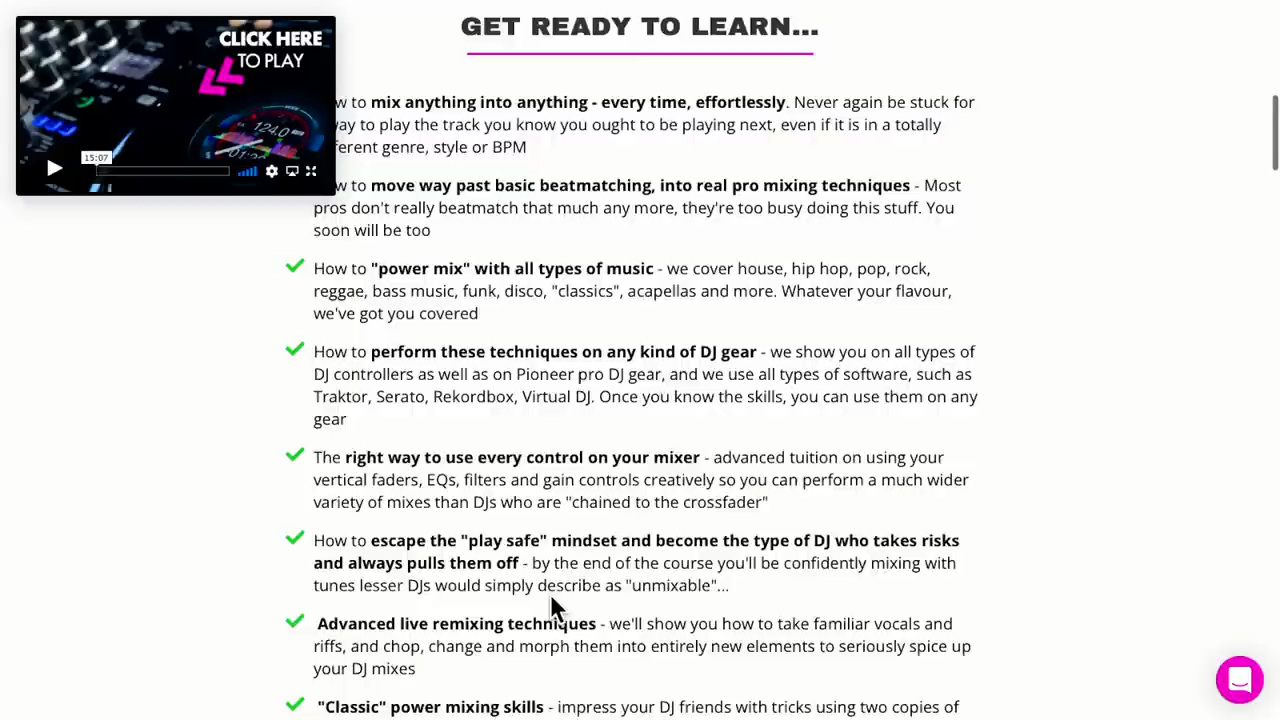 GET READY TO LEARN...
CLICK HERE
TO PLAY
15:07
124.0
w to mix anything into anything - every time, effortlessly. Never again be stuck for
way to play the track you know you ought to be playing next, even if it is in a totally
ferent genre, style or BPM
w to move way past basic beatmatching, into real pro mixing techniques - Most
pros don't really beatmatch that much any more, they're too busy doing this stuff. You
soon will be too
How to "power mix" with all types of music - we cover house, hip hop, pop, rock,
reggae, bass music, funk, disco, "classics", acapellas and more. Whatever your flavour,
we've got you covered
How to perform these techniques on any kind of DJ gear - we show you on all types of
DJ controllers as well as on Pioneer pro DJ gear, and we use all types of software, such as
Traktor, Serato, Rekordbox, Virtual DJ. Once you know the skills, you can use them on any
gear
The right way to use every control on your mixer - advanced tuition on using your
vertical faders, EQs, filters and gain controls creatively so you can perform a much wider
variety of mixes than DJs who are "chained to the crossfader"
How to escape the "play safe" mindset and become the type of DJ who takes risks
and always pulls them off - by the end of the course you'll be confidently mixing with
tunes lesser DJs would simply describe as "unmixable"...
Advanced live remixing techniques - we'll show you how to take familiar vocals and
riffs, and chop, change and morph them into entirely new elements to seriously spice up
your DJ mixes
"Classic" power mixing skills - impress your DJ friends with tricks using two copies of